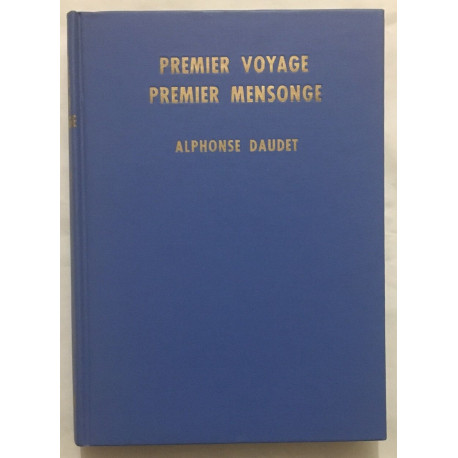 PREMIER VOYAGE
PREMIER MENSONGE
ALPHONSE DAUDET